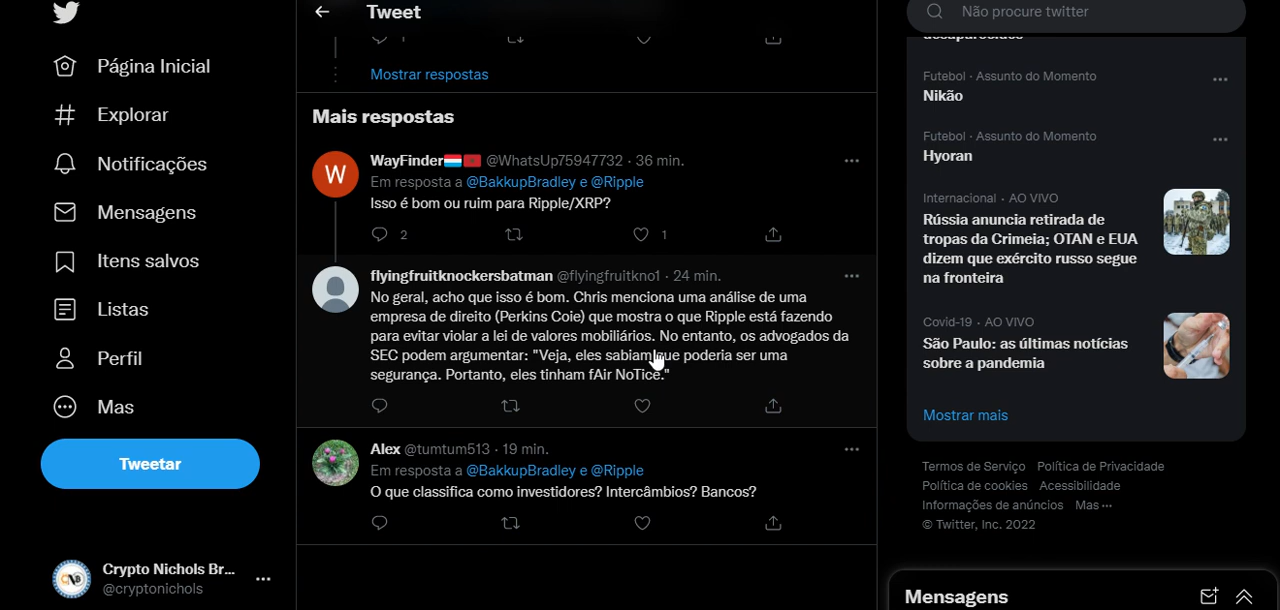 Tweet
Não procure twitter
Página Inicial
Explorar
Notificações
Mensagens
Itens salvos
Listas
Perfil
Mas
Tweetar
Crypto Nichols Br...
@cryptonichols
1
Mostrar respostas
Mais respostas
WayFinder @WhatsUp75947732 · 36 min.
Em resposta a @BakkupBradley e @Ripple
Isso é bom ou ruim para Ripple/XRP?
2 1
flyingfruitknockersbatman @flyingfruitkno1 · 24 min.
No geral, acho que isso é bom. Chris menciona uma análise de uma
empresa de direito (Perkins Coie) que mostra o que Ripple está fazendo
para evitar violar a lei de valores mobiliários. No entanto, os advogados da
SEC podem argumentar: "Veja, eles sabiam que poderia ser uma
segurança. Portanto, eles tinham fAir NoTice."
Alex @tumtum513 · 19 min.
Em resposta a @BakkupBradley e @Ripple
O que classifica como investidores? Intercâmbios? Bancos?
desaparecidos
Futebol · Assunto do Momento
Nikão
Futebol · Assunto do Momento
Hyoran
Internacional · AO VIVO
Rússia anuncia retirada de
tropas da Crimeia; OTAN e EUA
dizem que exército russo segue
na fronteira
Covid-19 · AO VIVO
São Paulo: as últimas notícias
sobre a pandemia
Mostrar mais
Termos de Serviço Política de Privacidade
Política de cookies Acessibilidade
Informações de anúncios Mas ···
© Twitter, Inc. 2022
Mensagens
W